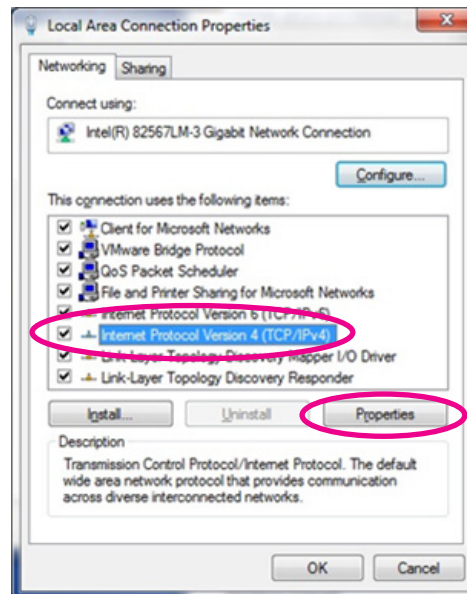 Local Area Connection Properties
Networking Sharing
Connect using:
Intel(R) 82567LM-3 Gigabit Network Connection
Configure...
This connection uses the following items:
Client for Microsoft Networks
VMware Bridge Protocol
QoS Packet Scheduler
File and Printer Sharing for Microsoft Networks
Internet Protocol Version 6 (TCP/IPv6)
Internet Protocol Version 4 (TCP/IPv4)
Link-Layer Topology Discovery Mapper I/O Driver
Link-Layer Topology Discovery Responder
Install... Uninstall Properties
Description
Transmission Control Protocol/Internet Protocol. The default
wide area network protocol that provides communication
across diverse interconnected networks.
OK Cancel